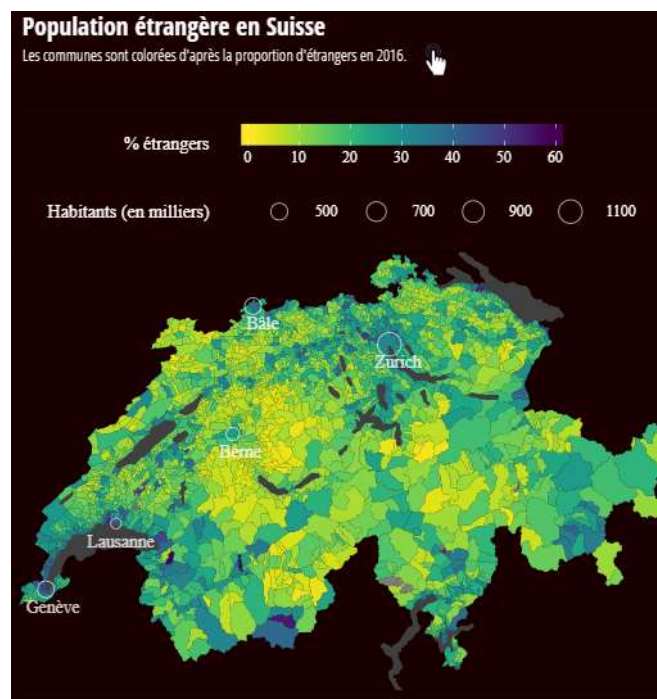 Population étrangère en Suisse
Les communes sont colorées d'après la proportion d'étrangers en 2016.
% étrangers
0 10 20 30 40 50 60
Habitants (en milliers) 500 700 900 1100
Bâle
Zurich
Berne
Lausanne
Genève